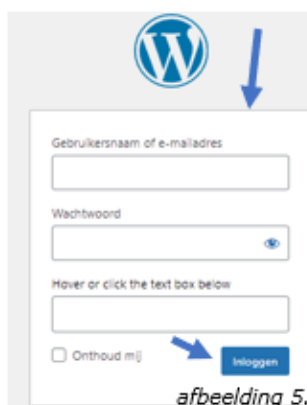 Gebruikersnaam of e-mailadres
Wachtwoord
Hover or click the text box below
Onthoud mij
Inloggen
afbeelding 5.